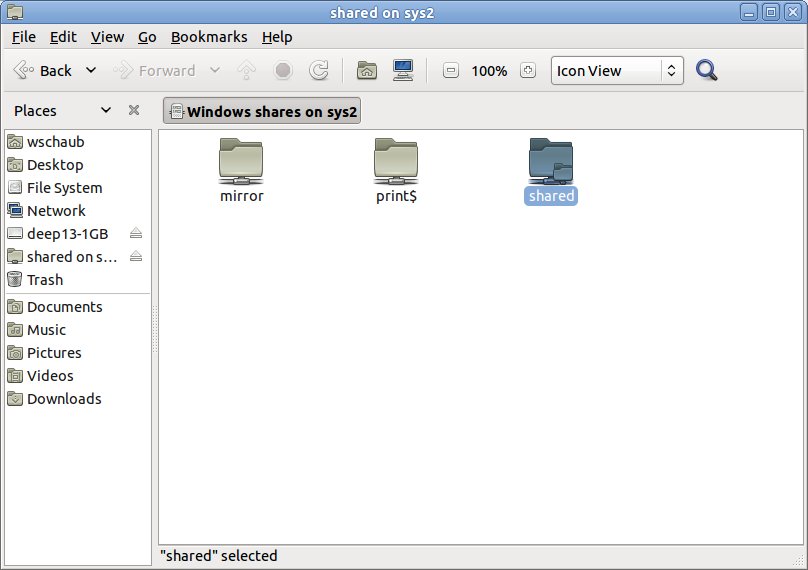 shared on sys2
File Edit View Go Bookmarks Help
Back Forward 100% Icon View
Places Windows shares on sys2
wschaub
Desktop
File System
Network
deep13-1GB
shared on s...
Trash
Documents
Music
Pictures
Videos
Downloads
mirror print$ shared
"shared" selected